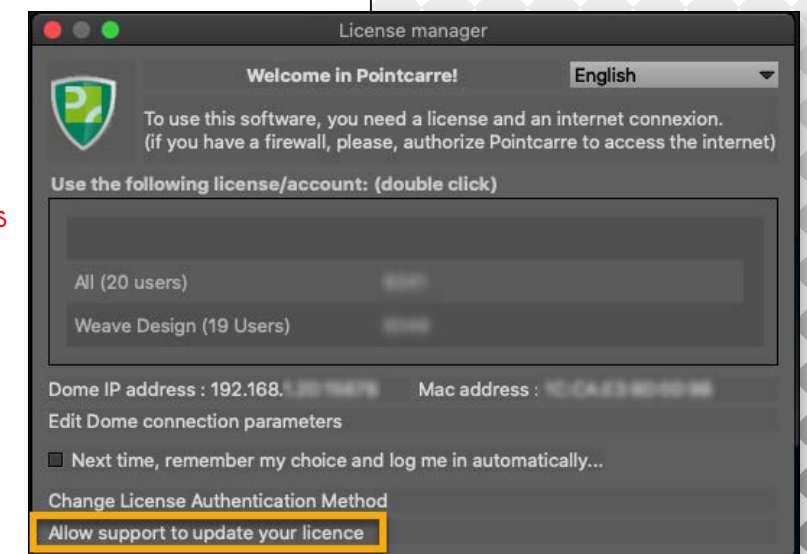 License manager
Welcome in Pointcarre!
English
To use this software, you need a license and an internet connexion.
(if you have a firewall, please, authorize Pointcarre to access the internet)
Use the following license/account: (double click)
All (20 users)
Weave Design (19 Users)
Dome IP address : 192.168. Mac address :
Edit Dome connection parameters
Next time, remember my choice and log me in automatically...
Change License Authentication Method
Allow support to update your licence